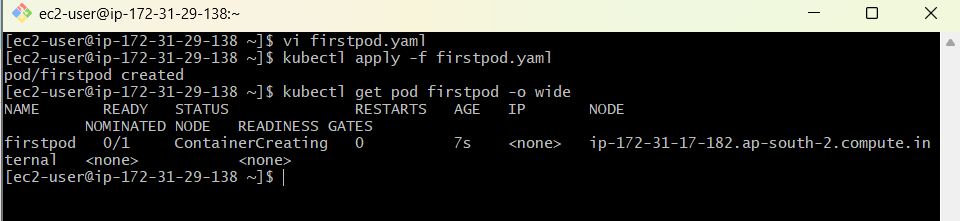 ec2-user@ip-172-31-29-138:~
[ec2-user@ip-172-31-29-138 ~]$ vi firstpod.yaml
[ec2-user@ip-172-31-29-138 ~]$ kubectl apply -f firstpod.yaml
pod/firstpod created
[ec2-user@ip-172-31-29-138 ~]$ kubectl get pod firstpod -o wide
NAME       READY   STATUS              RESTARTS   AGE   IP       NODE
         NOMINATED NODE   READINESS GATES
firstpod   0/1     ContainerCreating   0          7s    <none>   ip-172-31-17-182.ap-south-2.compute.in
ternal   <none>           <none>
[ec2-user@ip-172-31-29-138 ~]$